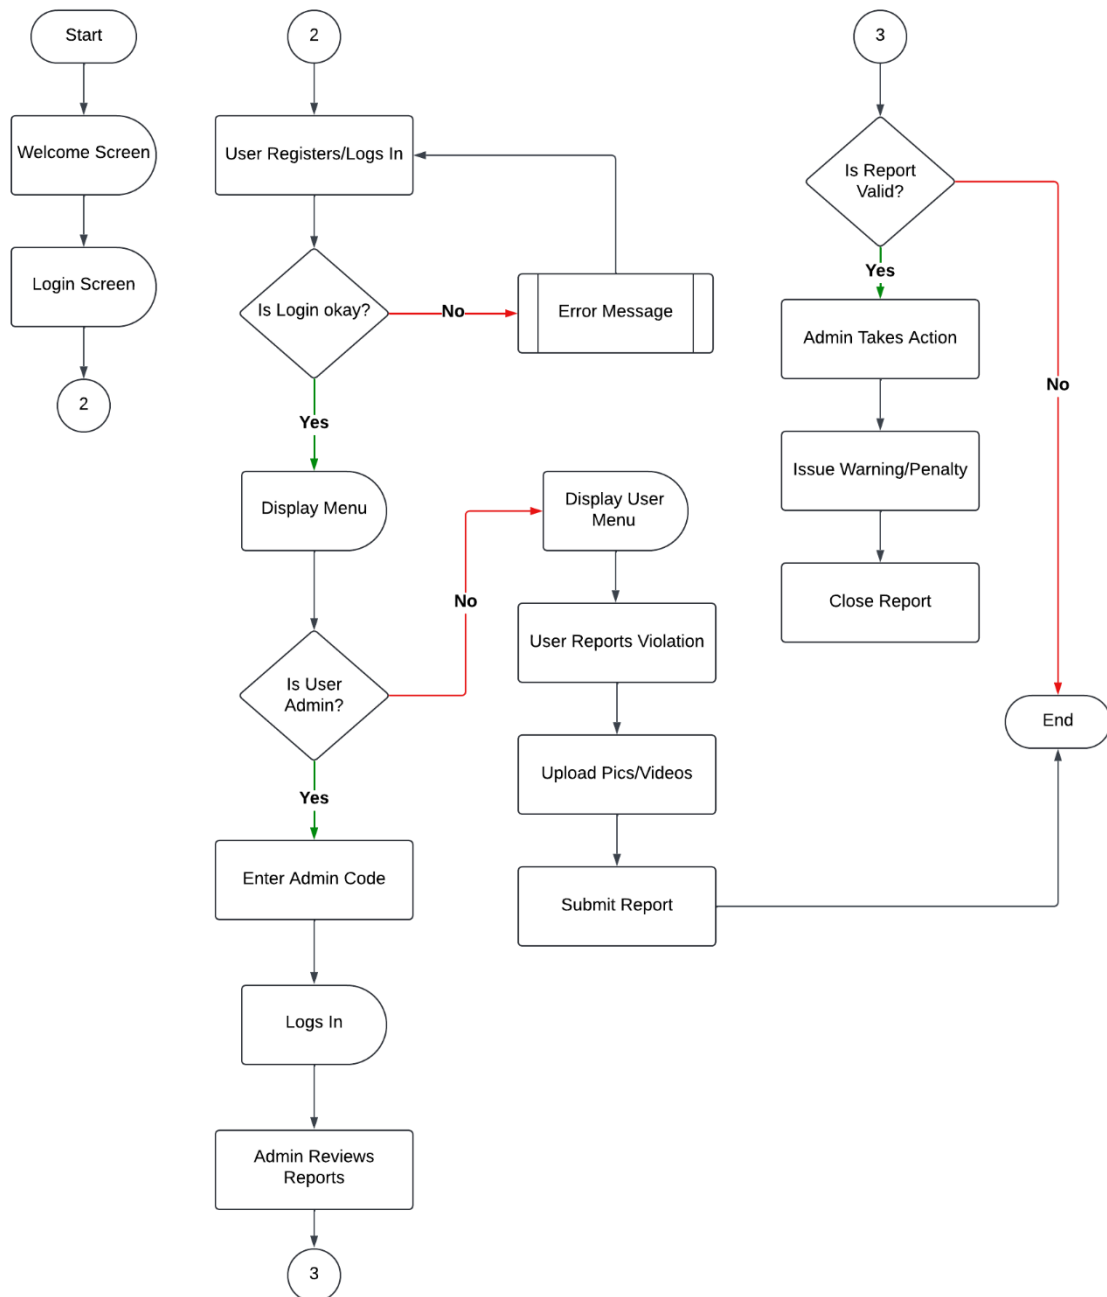 Start
Welcome Screen
Login Screen
2
2
User Registers/Logs In
Is Login okay?
No
Error Message
Yes
Display Menu
Is User
Admin?
No
Display User
Menu
User Reports Violation
Upload Pics/Videos
Submit Report
Yes
Enter Admin Code
Logs In
Admin Reviews
Reports
3
3
Is Report
Valid?
Yes
Admin Takes Action
Issue Warning/Penalty
Close Report
No
End